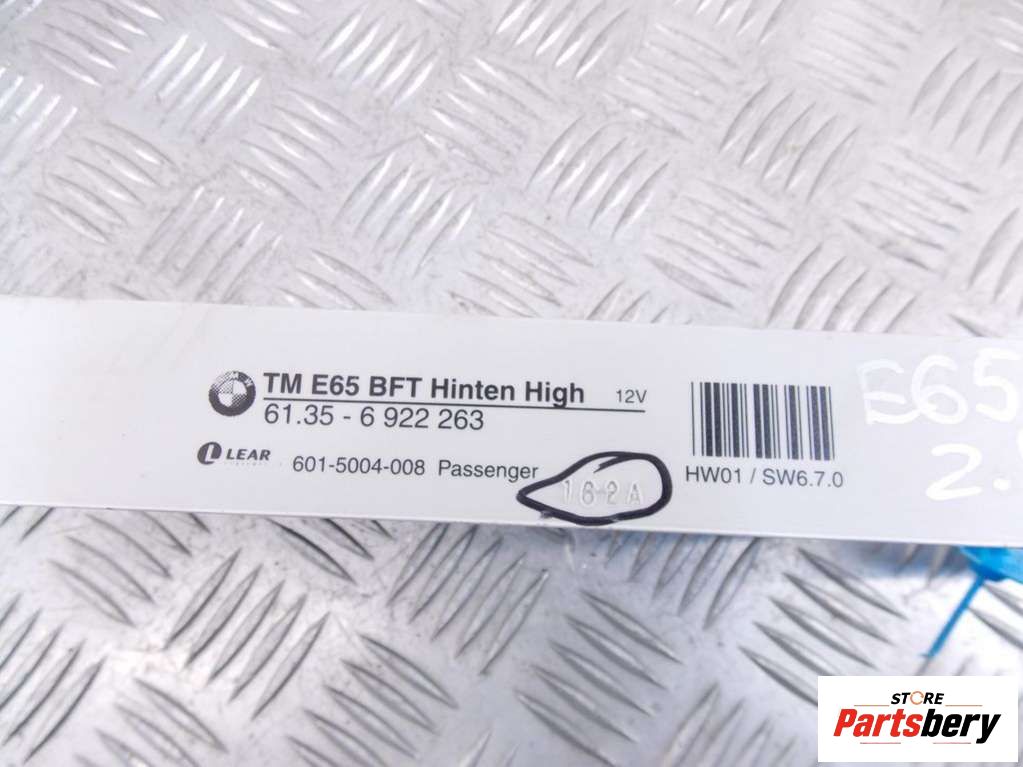 TM E65 BFT Hinten High 12V
61.35 - 6 922 263
LEAR 601-5004-008 Passenger
162A
HW01 / SW6.7.0
E65
2.
STORE
Partsbery